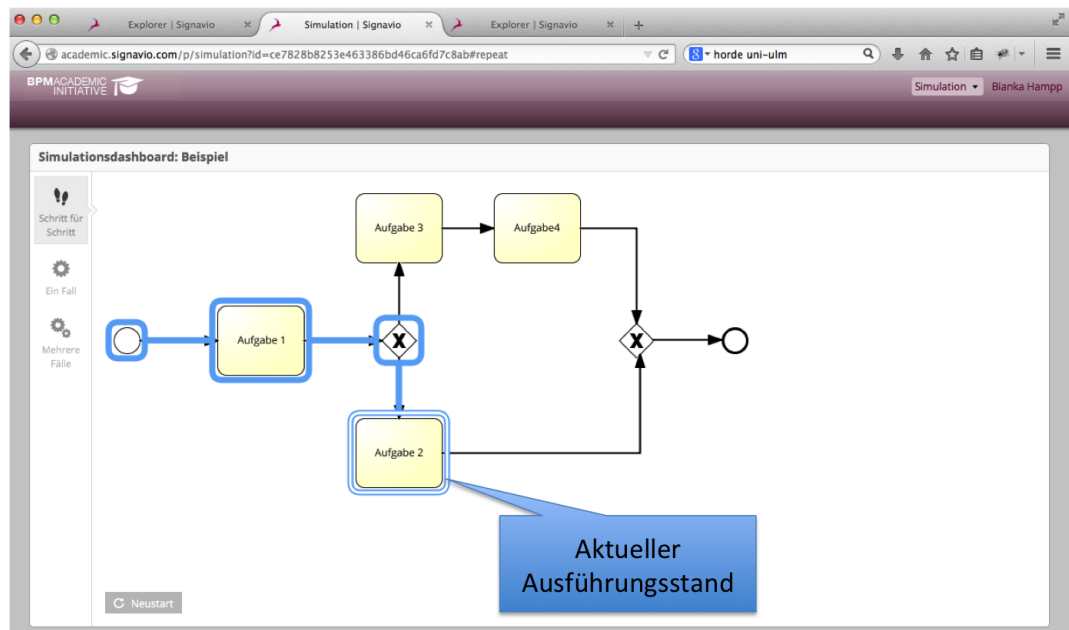 Explorer | Signavio
Simulation | Signavio
Explorer | Signavio
academic.signavio.com/p/simulation?id=ce7828b8253e463386bd46ca6fd7c8ab#repeat
horde uni-ulm
BPMACADEMIC
INITIATIVE
Simulation
Bianka Hampp
Simulationsdashboard: Beispiel
Schritt für
Schritt
Ein Fall
Mehrere
Fälle
Aufgabe 3
Aufgabe4
Aufgabe 1
X
X
Aufgabe 2
Aktueller
Ausführungsstand
Neustart